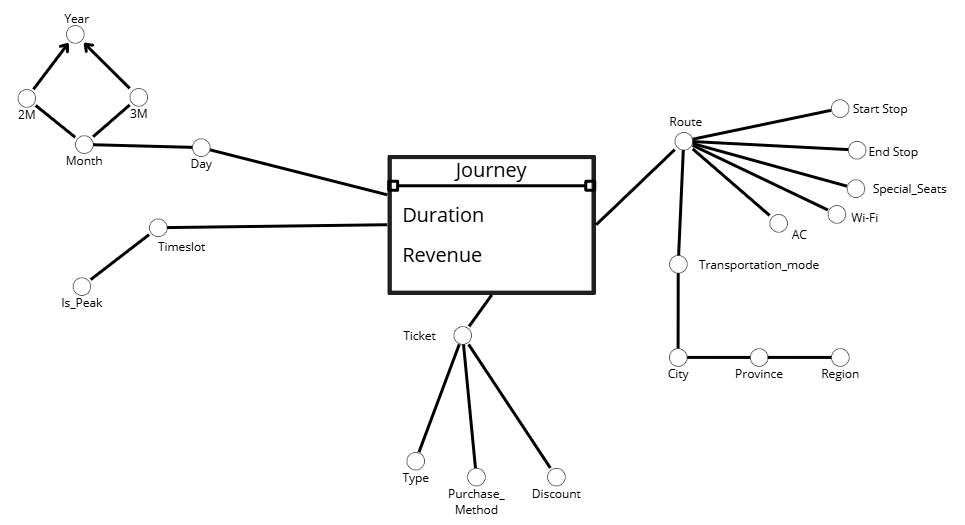 Year
2M
3M
Month
Day
Timeslot
Is_Peak
Journey
Duration
Revenue
Ticket
Type
Purchase_
Method
Discount
Route
Start Stop
End Stop
Special_Seats
Wi-Fi
AC
Transportation_mode
City
Province
Region